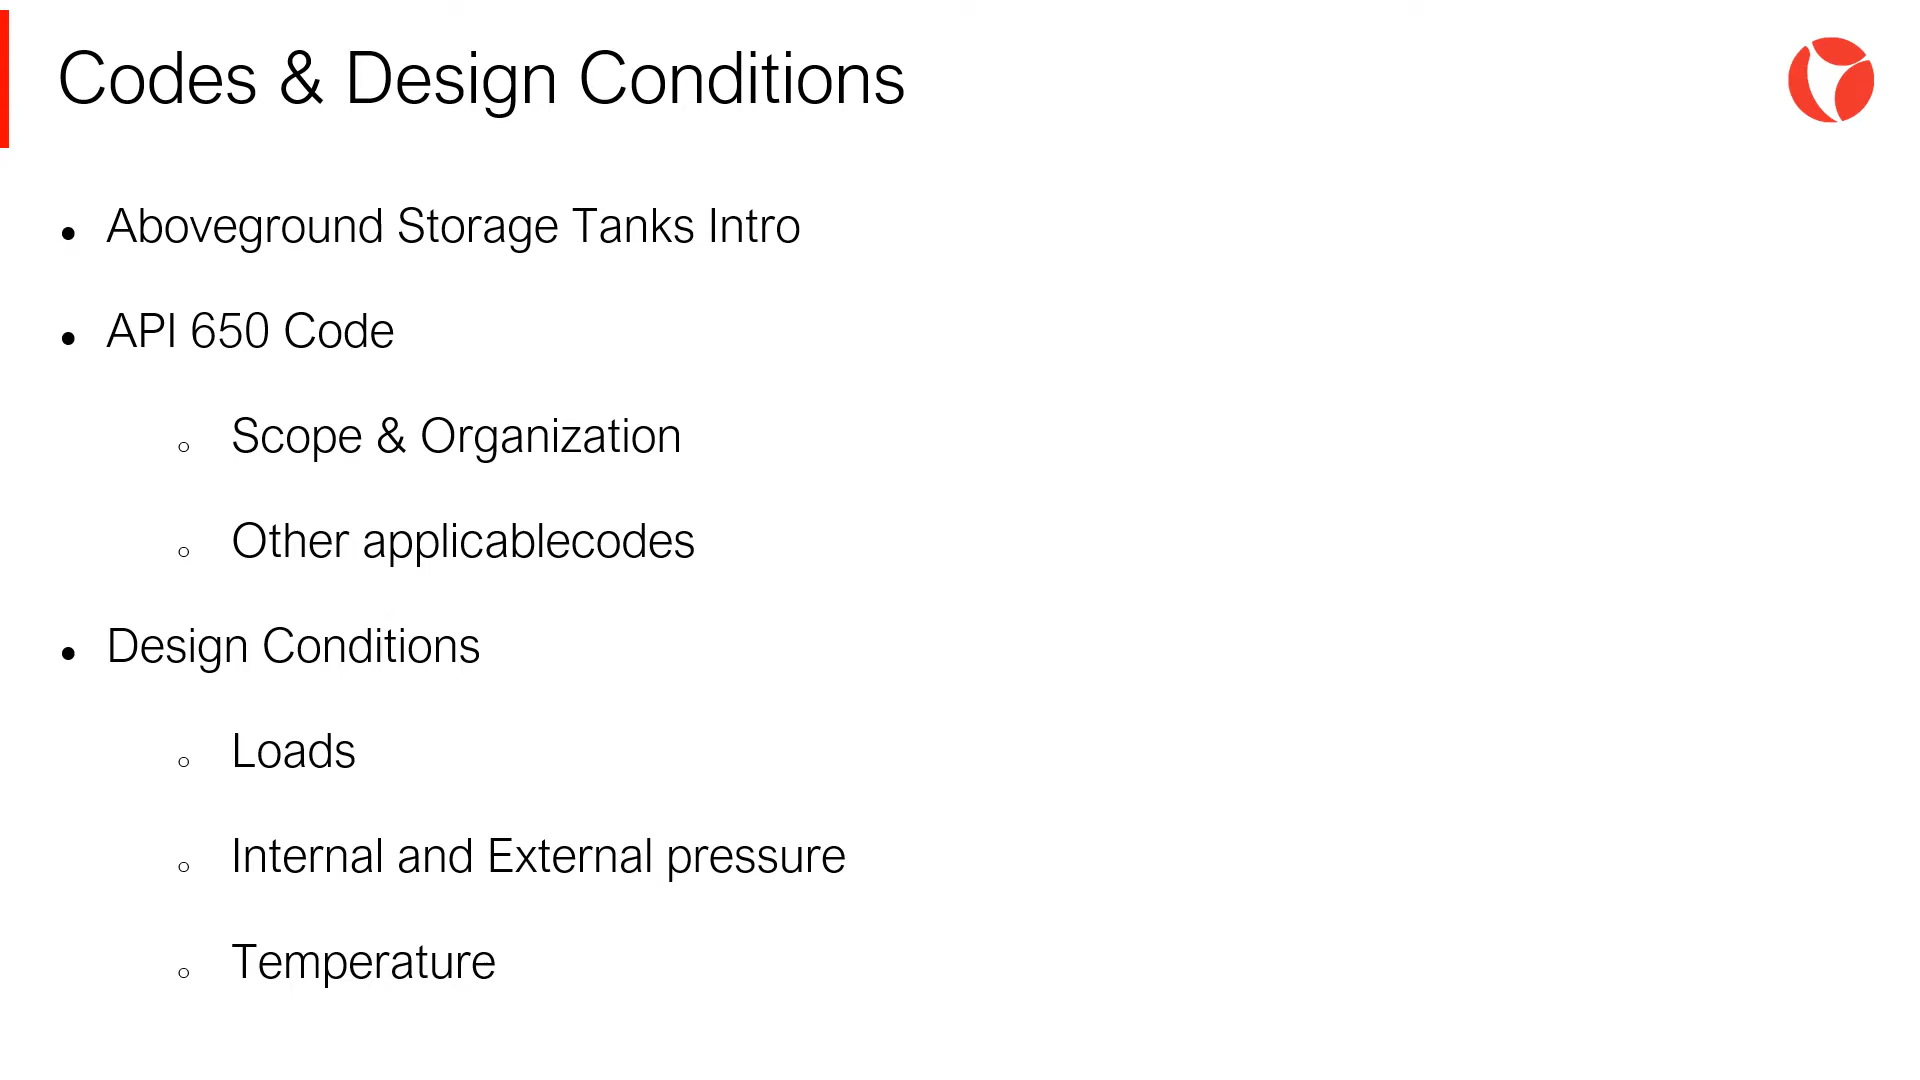 Codes & Design Conditions
Aboveground Storage Tanks Intro
API 650 Code
Scope & Organization
Other applicablecodes
Design Conditions
Loads
Internal and External pressure
Temperature